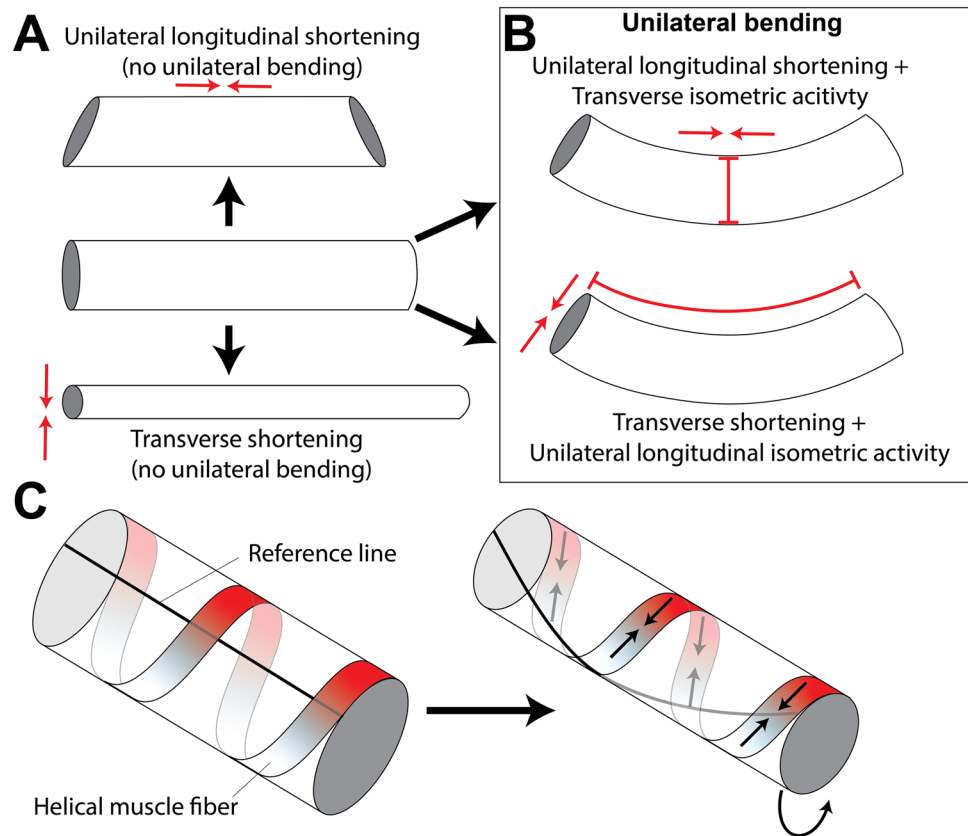 A
Unilateral longitudinal shortening
(no unilateral bending)
Transverse shortening
(no unilateral bending)
B
Unilateral bending
Unilateral longitudinal shortening +
Transverse isometric acitivty
Transverse shortening +
Unilateral longitudinal isometric activity
C
Reference line
Helical muscle fiber